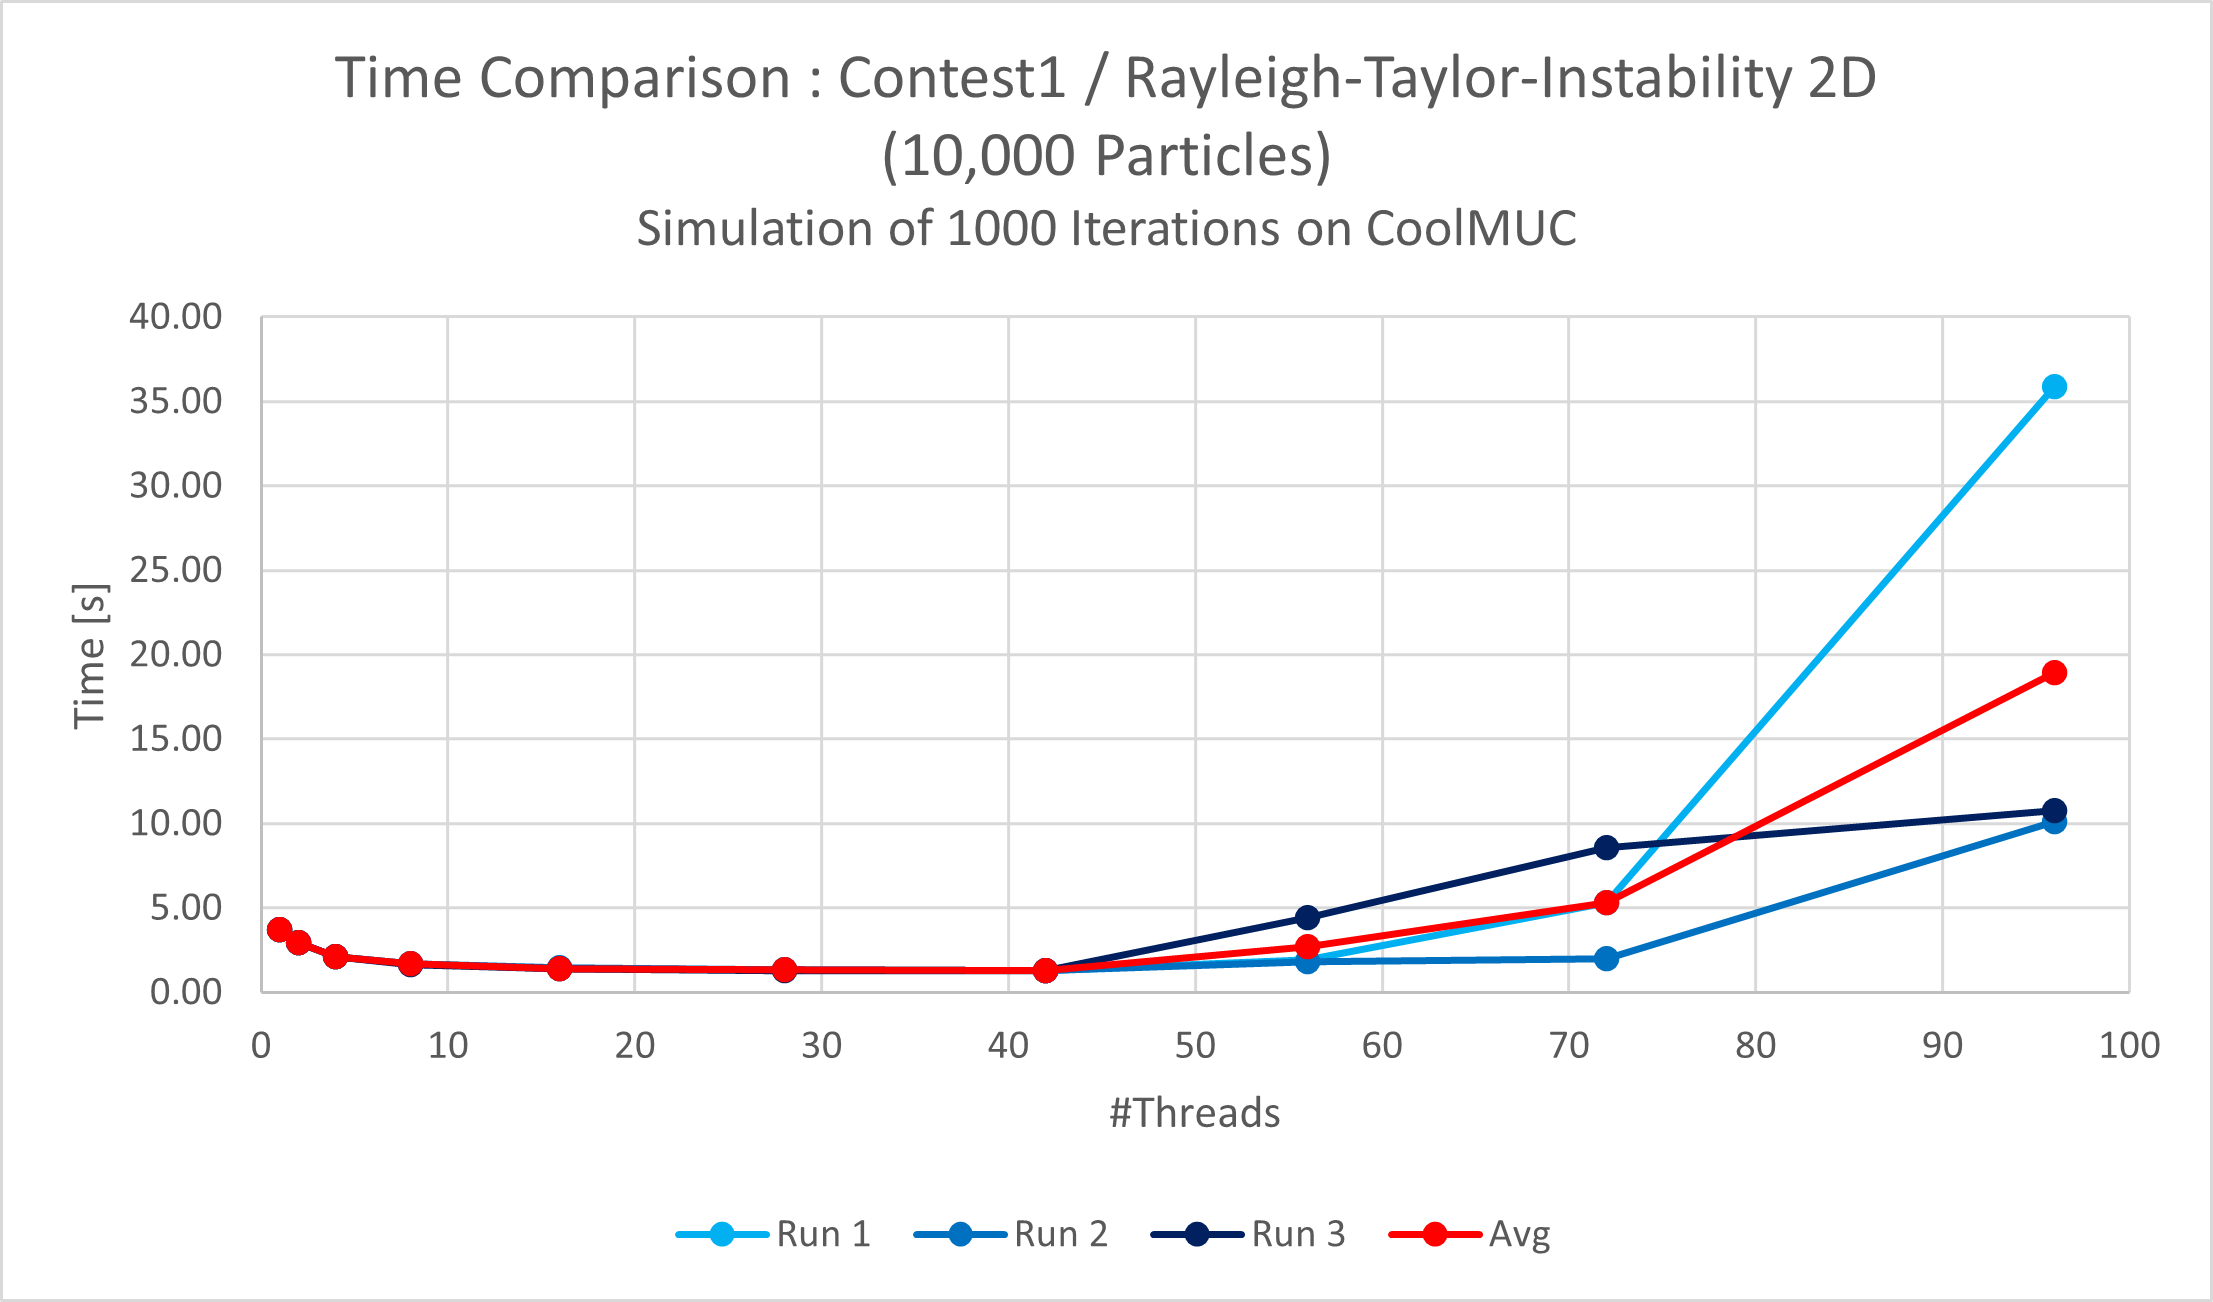 Time Comparison : Contest1 / Rayleigh-Taylor-Instability 2D
(10,000 Particles)
Simulation of 1000 Iterations on CoolMUC
40.00
35.00
30.00
25.00
20.00
15.00
10.00
5.00
0.00
Time [s]
0 10 20 30 40 50 60 70 80 90 100
#Threads
Run 1 Run 2 Run 3 Avg